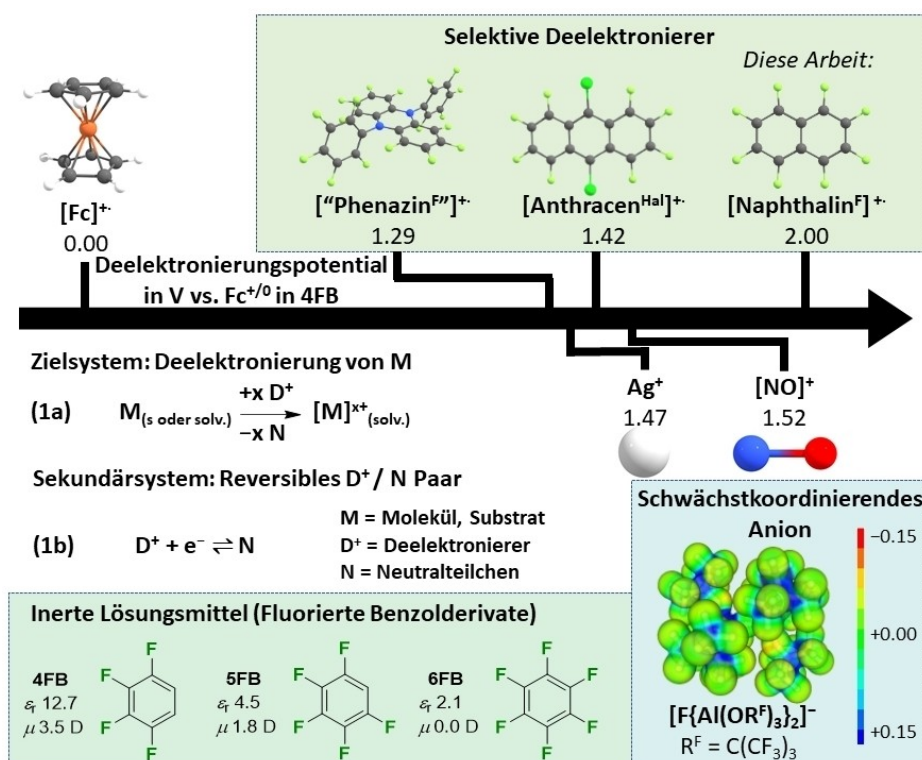 Selektive Deelektronierer
Diese Arbeit:
[Fc]⁺·
0.00
[“Phenazinᶠ”]⁺·
1.29
[Anthracenᴴᵃˡ]⁺·
1.42
[Naphthalinᶠ]⁺·
2.00
Deelektronierungspotential
in V vs. Fc⁺/⁰ in 4FB
Ag⁺
1.47
[NO]⁺
1.52
Zielsystem: Deelektronierung von M
(1a) M(s oder solv.) +x D⁺ −x N [M]ˣ⁺(solv.)
Sekundärsystem: Reversibles D⁺/ N Paar
(1b) D⁺ + e⁻ ⇌ N
M = Molekül, Substrat
D⁺ = Deelektronierer
N = Neutralteilchen
Inerte Lösungsmittel (Fluorierte Benzolderivate)
4FB
εr 12.7
μ 3.5 D
F
F
F
F
5FB
εr 4.5
μ 1.8 D
F
F
F
F
F
6FB
εr 2.1
μ 0.0 D
F
F
F
F
F
F
Schwächstkoordinierendes
Anion
−0.15
+0.00
+0.15
[F{Al(ORᶠ)₃}₂]⁻
Rᶠ = C(CF₃)₃